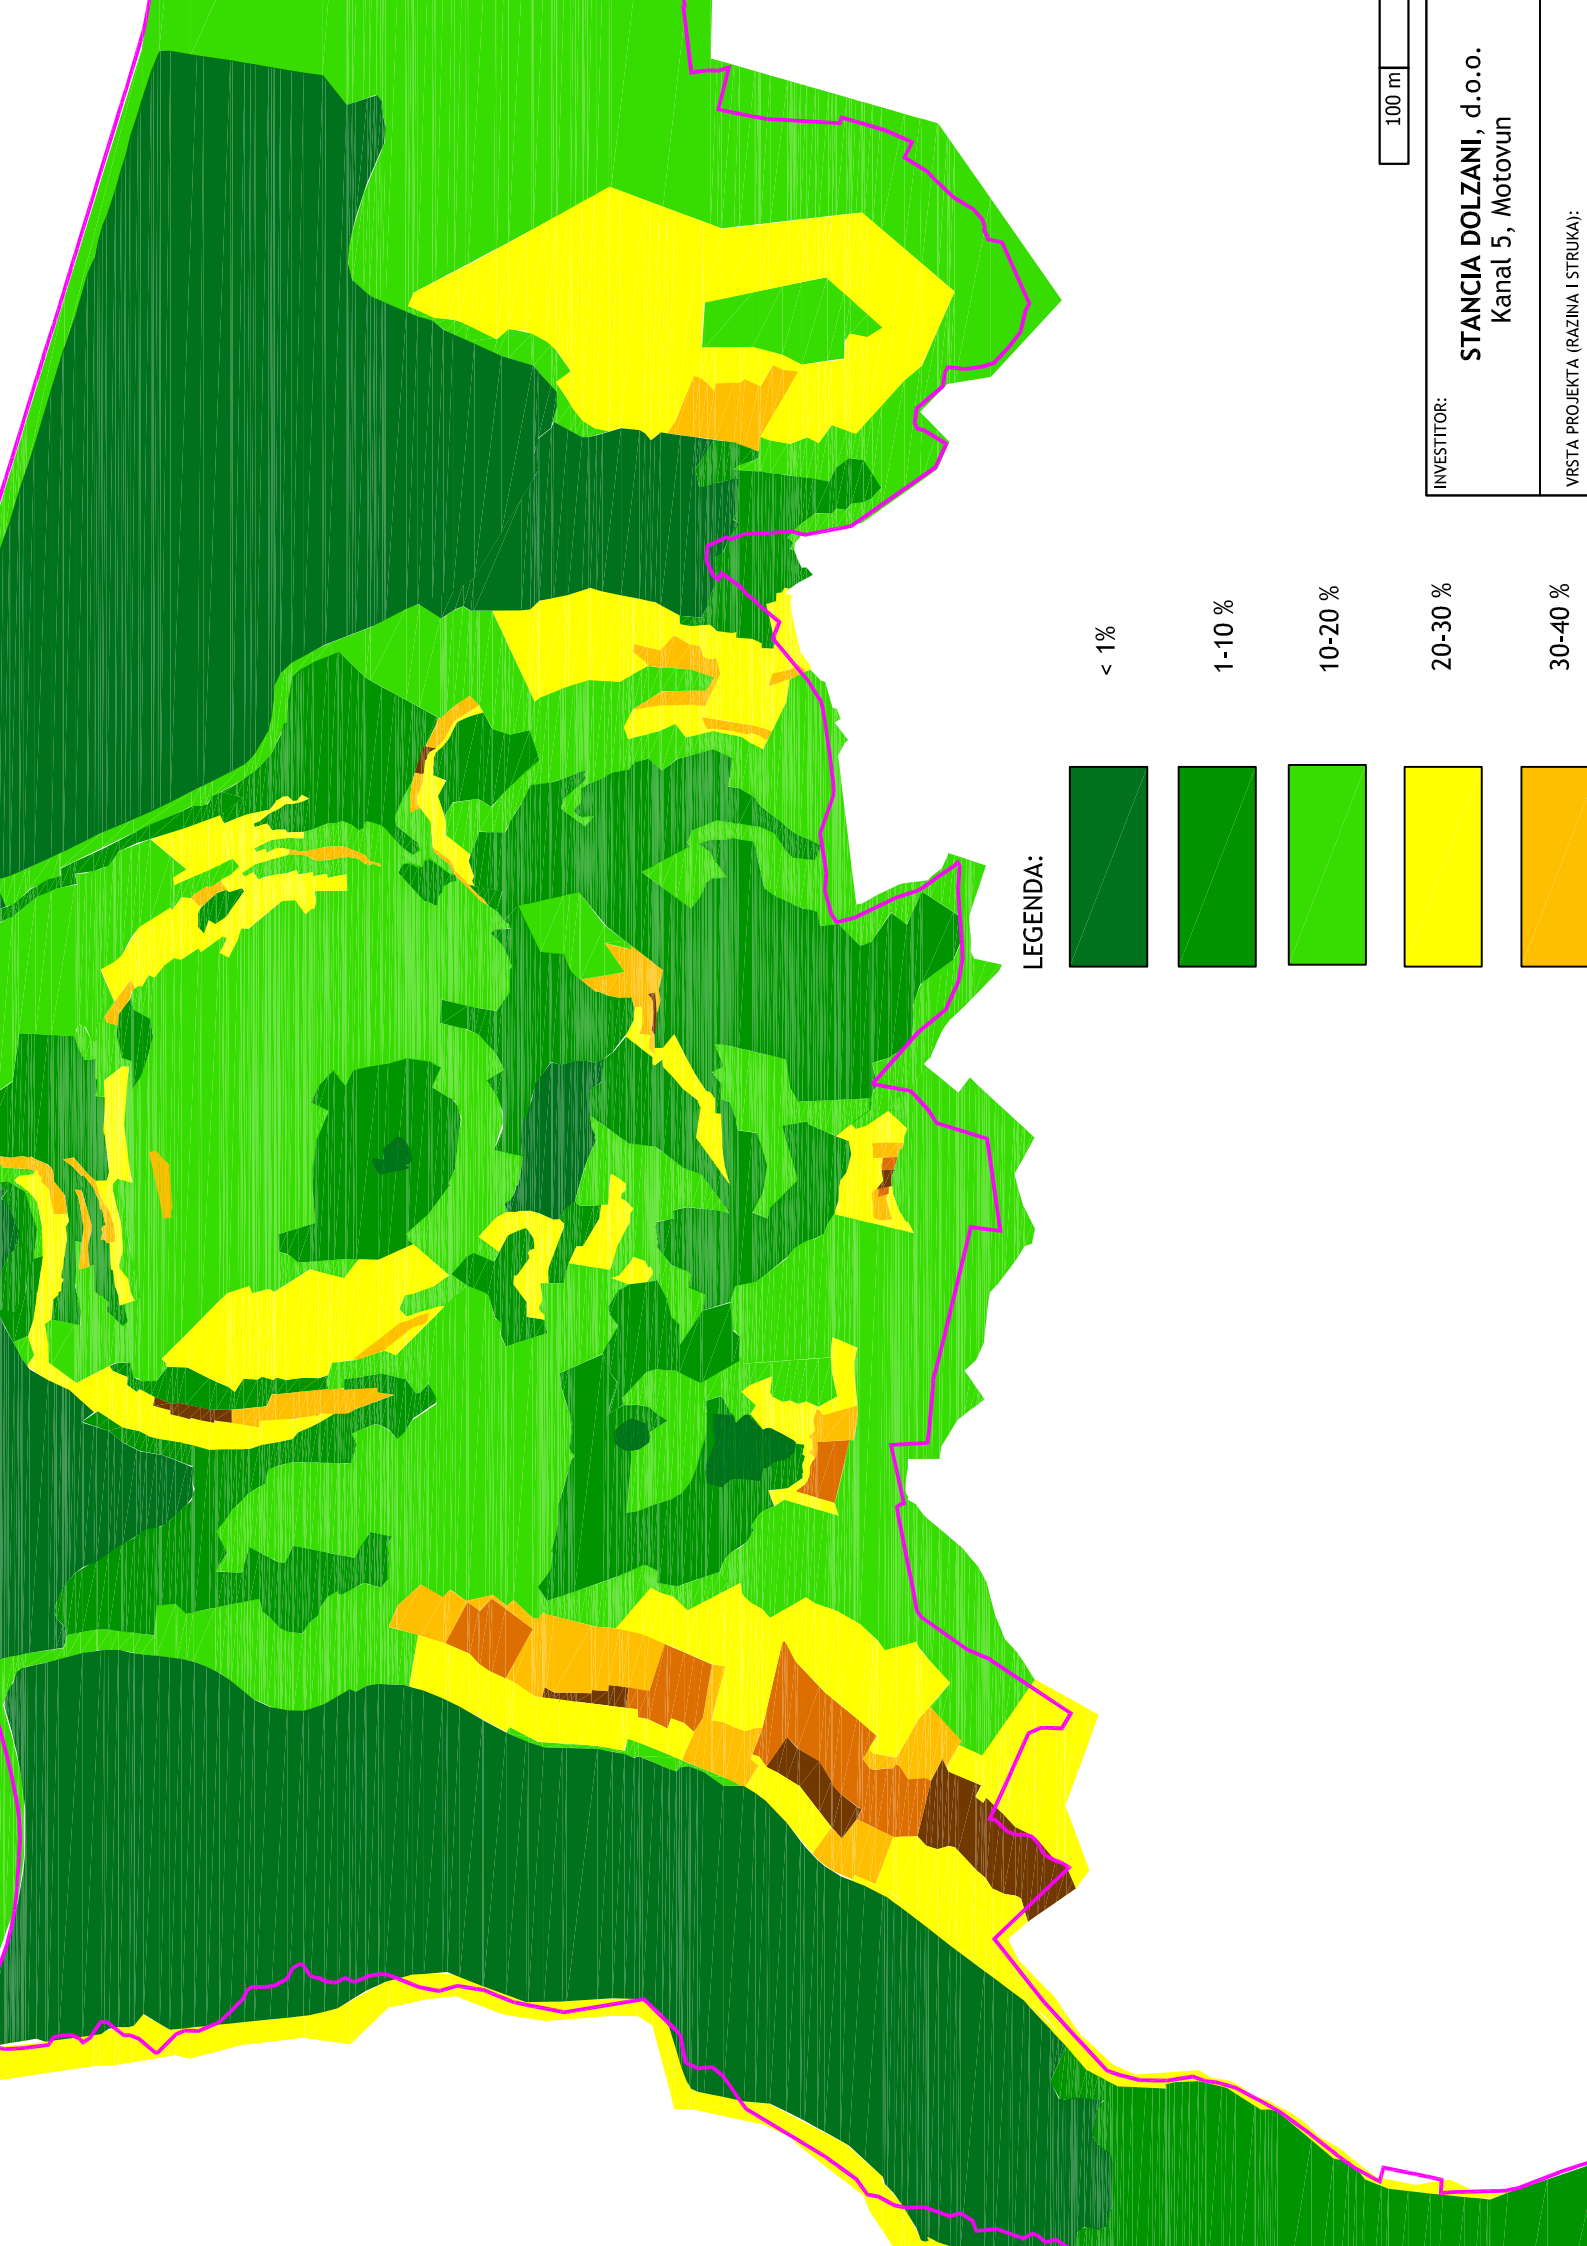 100 m
INVESTITOR:
STANCIA DOLZANI, d.o.o.
Kanal 5, Motovun
VRSTA PROJEKTA (RAZINA I STRUKA):
LEGENDA:
< 1%
1-10 %
10-20 %
20-30 %
30-40 %